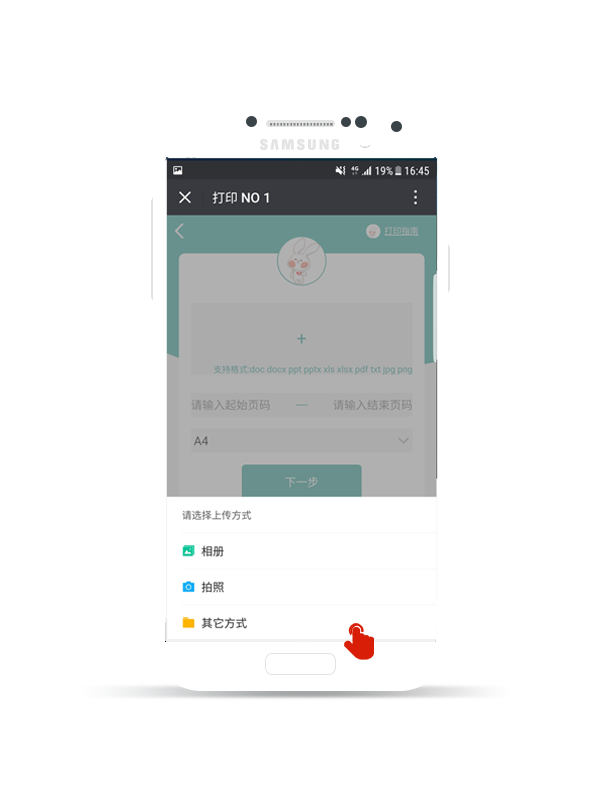 SAMSUNG
4G 19% 16:45
打印 NO 1
打印指南
+
支持格式:doc docx ppt pptx xls xlsx pdf txt jpg png
请输入起始页码 — 请输入结束页码
A4
下一步
请选择上传方式
相册
拍照
其它方式